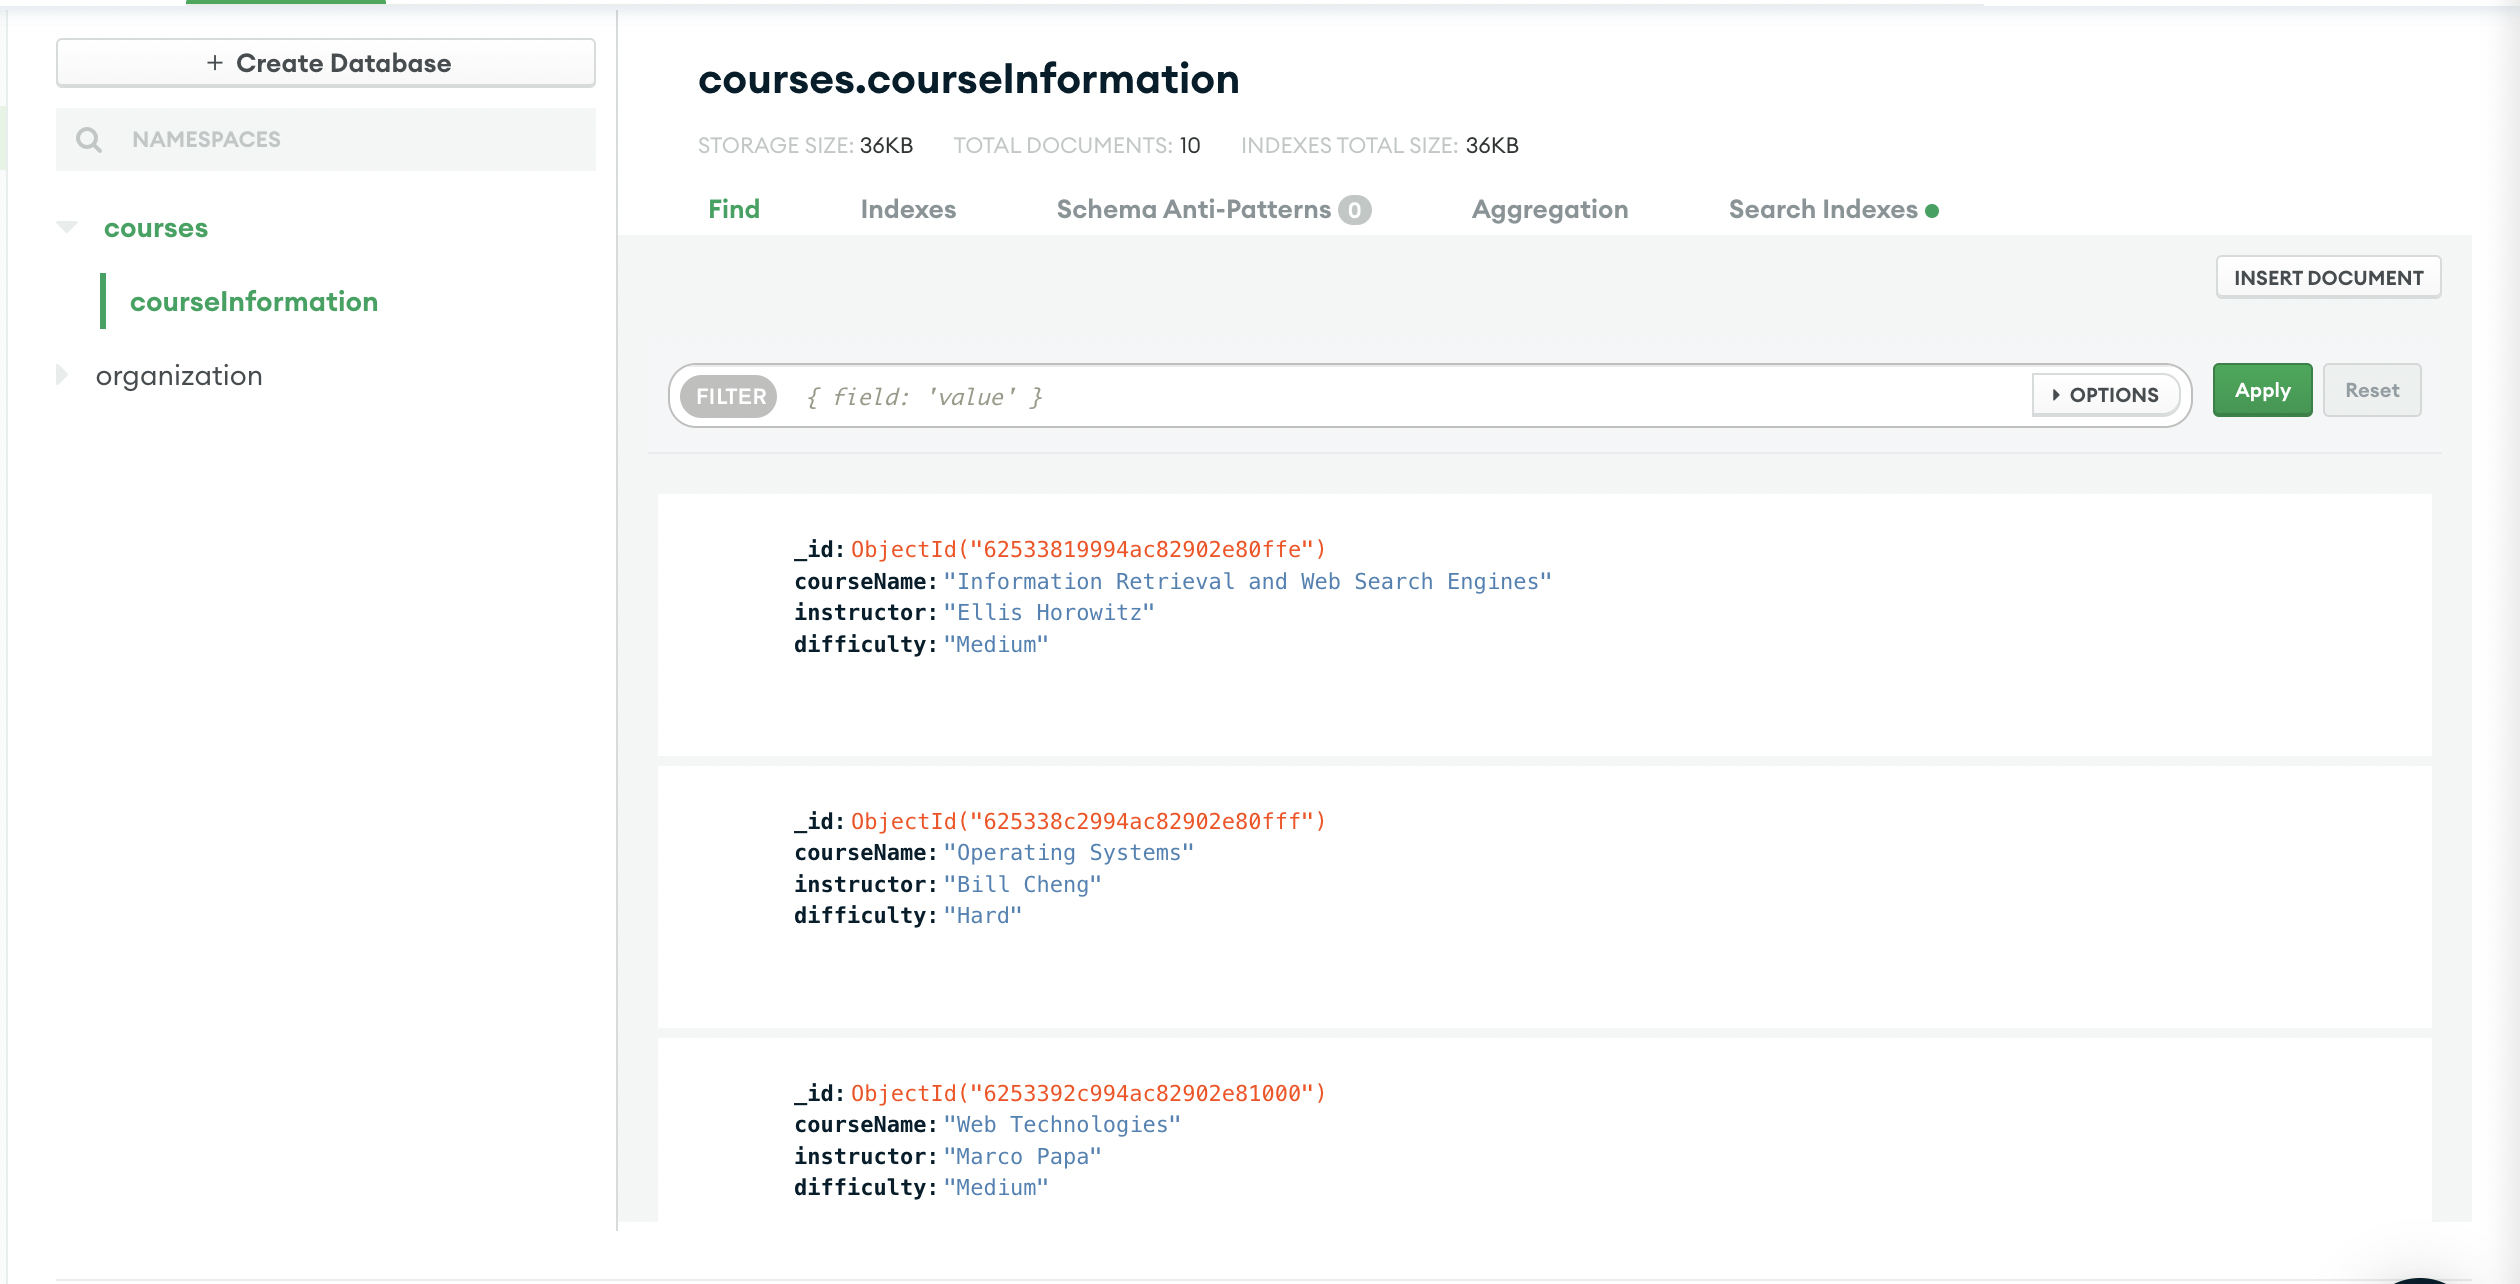 + Create Database
NAMESPACES
courses
courseInformation
organization
courses.courseInformation
STORAGE SIZE: 36KB TOTAL DOCUMENTS: 10 INDEXES TOTAL SIZE: 36KB
Find Indexes Schema Anti-Patterns 0 Aggregation Search Indexes
INSERT DOCUMENT
FILTER { field: 'value' } OPTIONS Apply Reset
_id: ObjectId("62533819994ac82902e80ffe")
courseName: "Information Retrieval and Web Search Engines"
instructor: "Ellis Horowitz"
difficulty: "Medium"
_id: ObjectId("625338c2994ac82902e80fff")
courseName: "Operating Systems"
instructor: "Bill Cheng"
difficulty: "Hard"
_id: ObjectId("6253392c994ac82902e81000")
courseName: "Web Technologies"
instructor: "Marco Papa"
difficulty: "Medium"